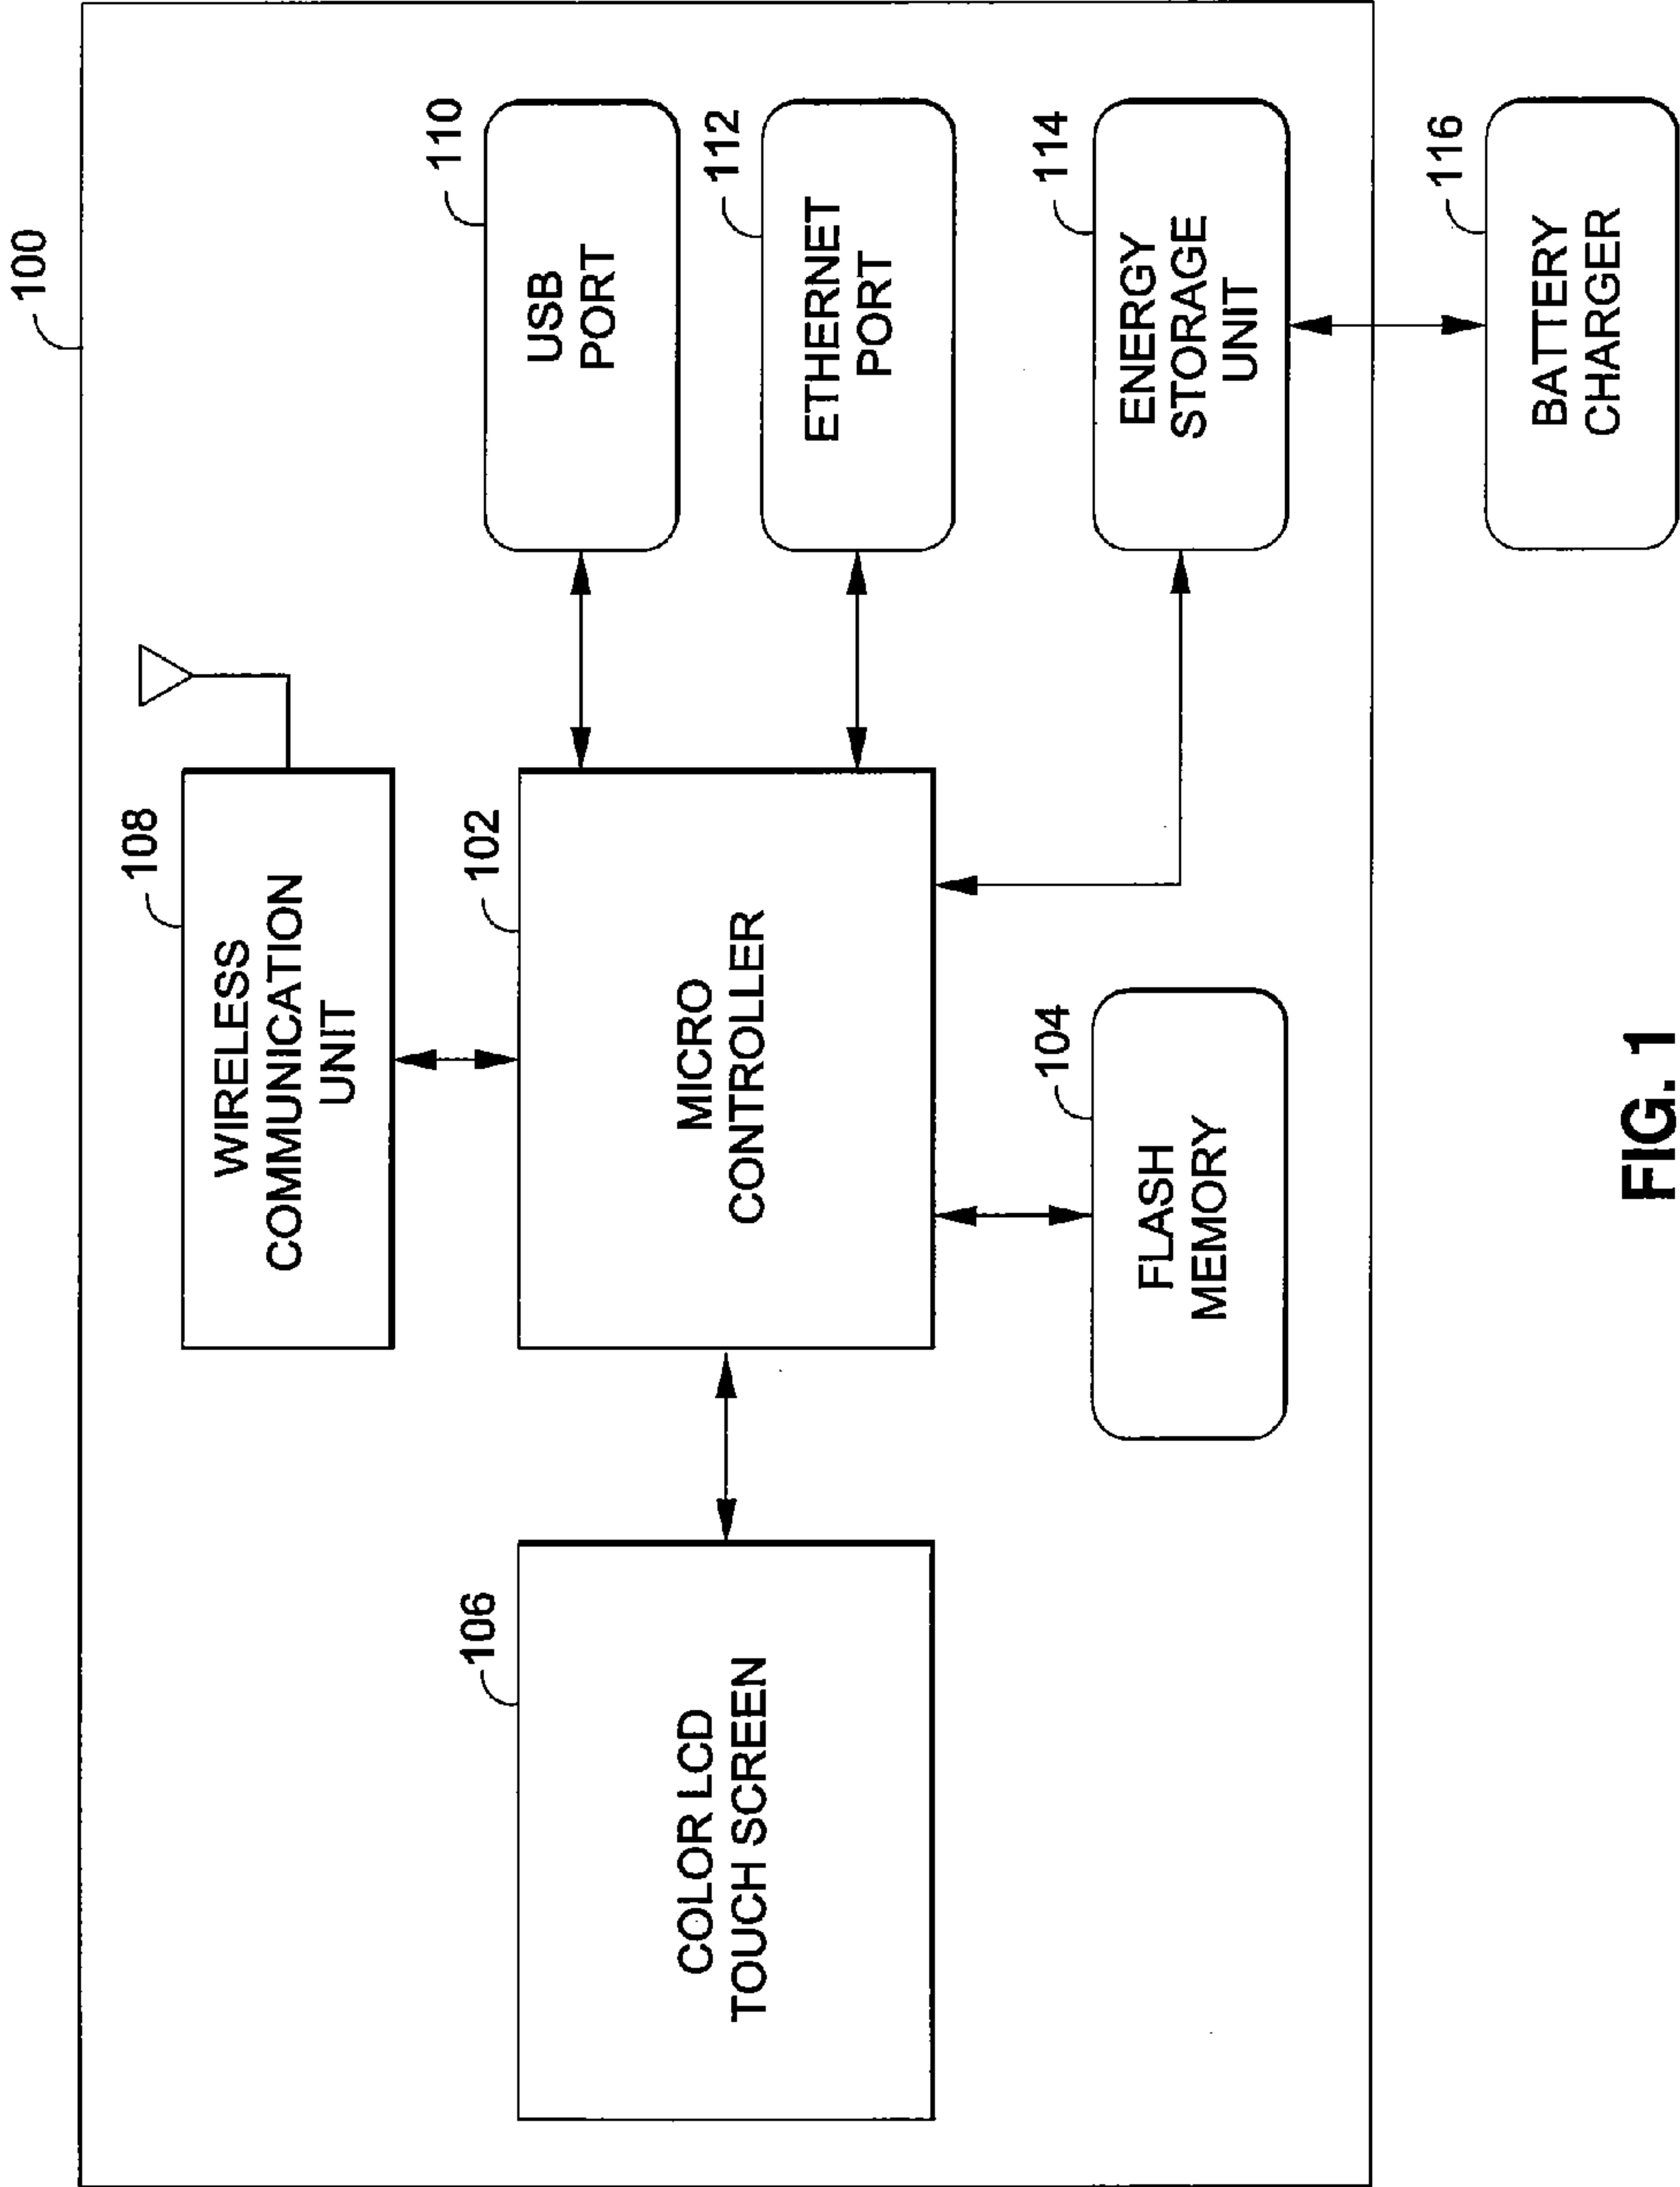 100
108
WIRELESS
COMMUNICATION
UNIT
106
COLOR LCD
TOUCH SCREEN
102
MICRO
CONTROLLER
110
USB
PORT
112
ETHERNET
PORT
104
FLASH
MEMORY
114
ENERGY
STORAGE
UNIT
116
BATTERY
CHARGER
FIG. 1